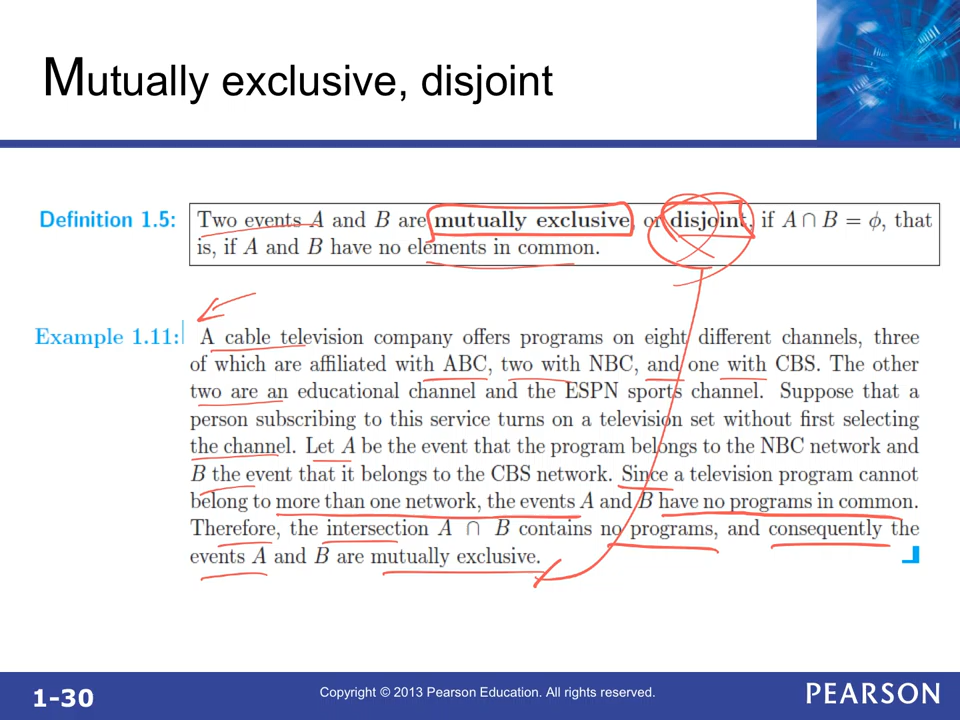 Mutually exclusive, disjoint
Definition 1.5: Two events A and B are mutually exclusive, or disjoint, if A ∩ B = ϕ, that
is, if A and B have no elements in common.
Example 1.11: A cable television company offers programs on eight different channels, three
of which are affiliated with ABC, two with NBC, and one with CBS. The other
two are an educational channel and the ESPN sports channel. Suppose that a
person subscribing to this service turns on a television set without first selecting
the channel. Let A be the event that the program belongs to the NBC network and
B the event that it belongs to the CBS network. Since a television program cannot
belong to more than one network, the events A and B have no programs in common.
Therefore, the intersection A ∩ B contains no programs, and consequently the
events A and B are mutually exclusive.
1-30
Copyright © 2013 Pearson Education. All rights reserved.
PEARSON